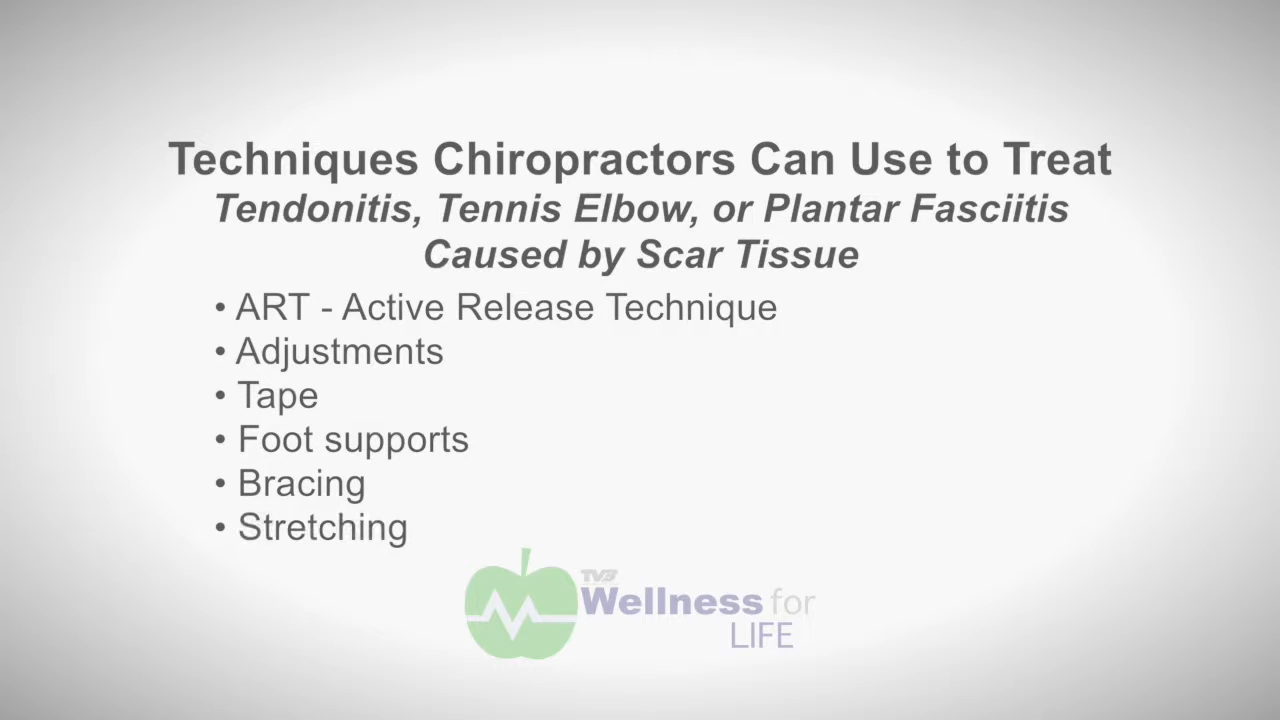 Techniques Chiropractors Can Use to Treat
Tendonitis, Tennis Elbow, or Plantar Fasciitis
Caused by Scar Tissue
• ART - Active Release Technique
• Adjustments
• Tape
• Foot supports
• Bracing
• Stretching
TV3
Wellness for
LIFE